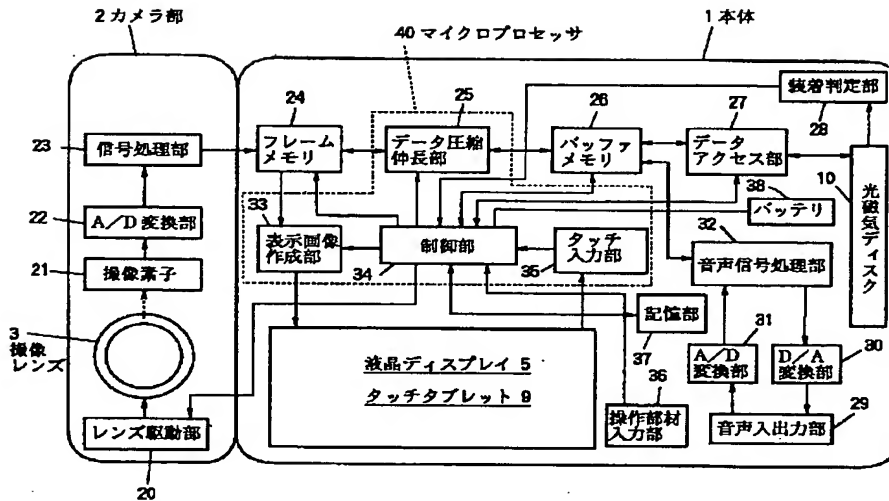 2 カメラ部
40 マイクロプロセッサ
1 本体
装着判定部
28
24
フレーム
メモリ
25
データ圧縮
伸長部
26
バッファ
メモリ
27
データ
アクセス部
23
信号処理部
22
A/D変換部
21
撮像素子
3
撮像
レンズ
レンズ駆動部
20
33
表示画像
作成部
34
制御部
35
タッチ
入力部
38
バッテリ
10
光磁気ディスク
32
音声信号処理部
記憶部
37
液晶ディスプレイ 5
タッチタブレット 9
36
操作部材
入力部
31
A/D
変換部
D/A
変換部
30
音声入出力部
29